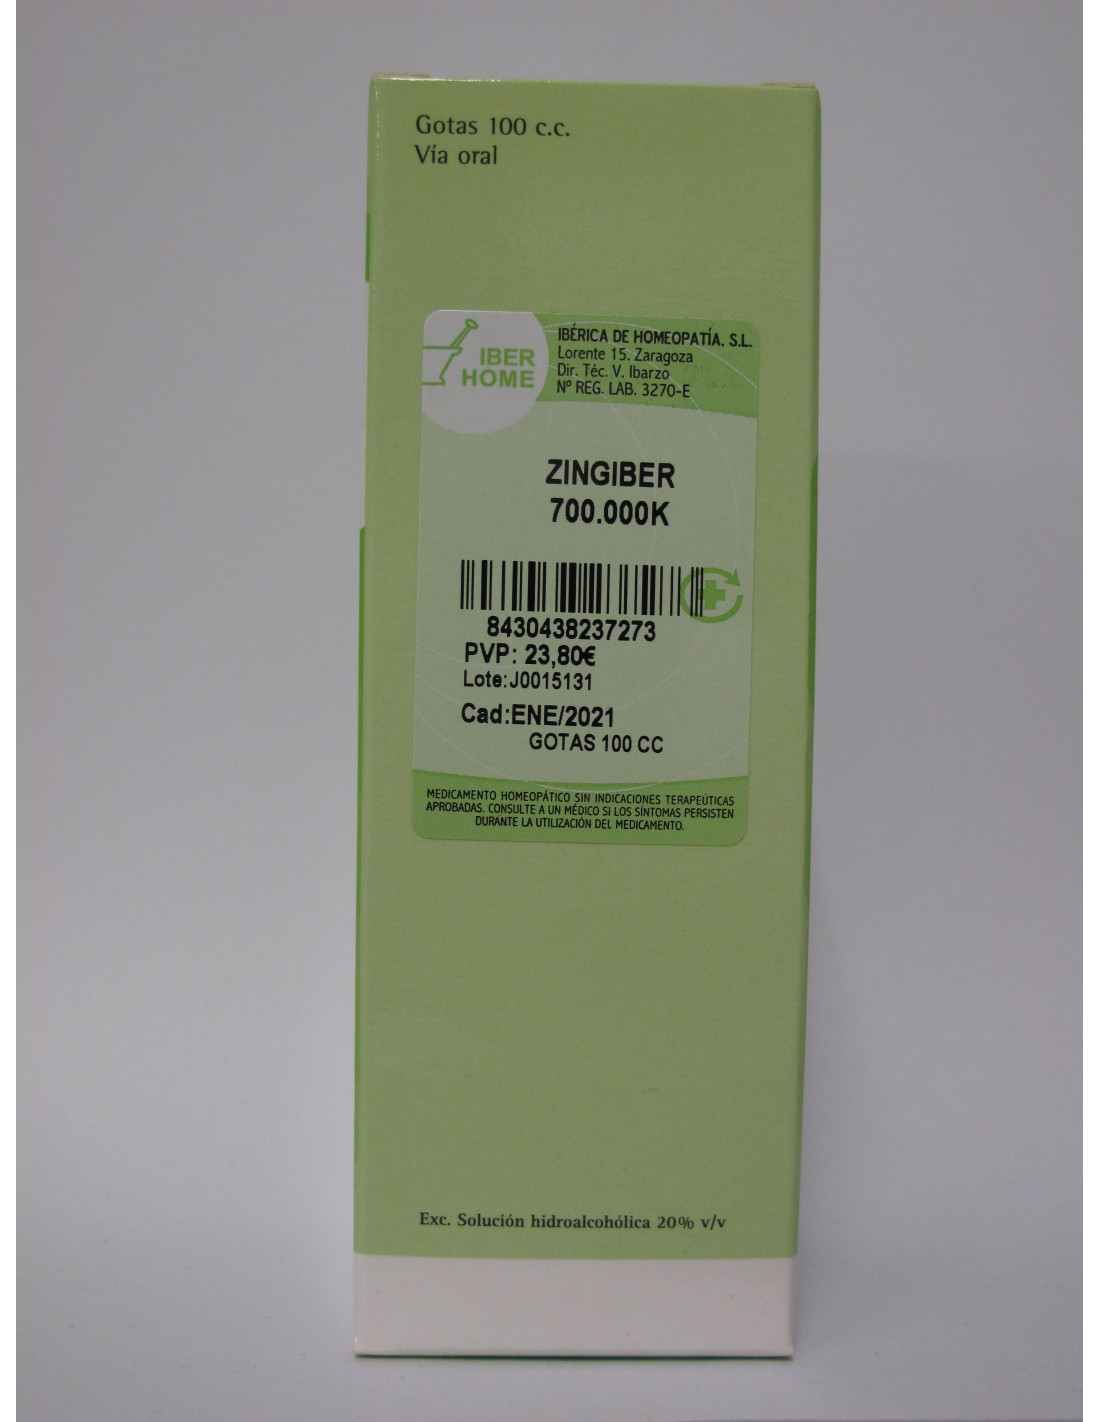 Gotas 100 c.c.
Vía oral
IBER
HOME
IBÉRICA DE HOMEOPATÍA. S.L.
Lorente 15. Zaragoza
Dir. Téc. V. Ibarzo
Nº REG. LAB. 3270-E
ZINGIBER
700.000K
8430438237273
PVP: 23,80€
Lote:J0015131
Cad:ENE/2021
GOTAS 100 CC
MEDICAMENTO HOMEOPÁTICO SIN INDICACIONES TERAPEÚTICAS
APROBADAS. CONSULTE A UN MÉDICO SI LOS SÍNTOMAS PERSISTEN
DURANTE LA UTILIZACIÓN DEL MEDICAMENTO.
Exc. Solución hidroalcohólica 20% v/v